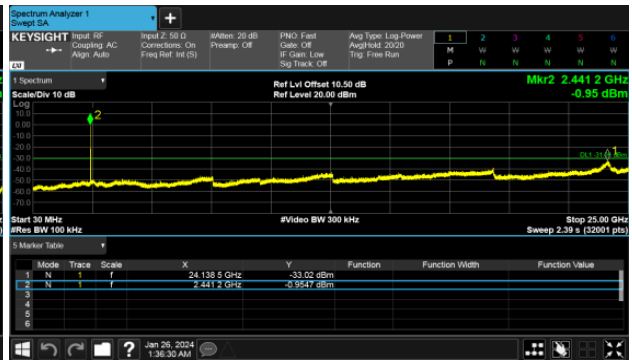 Spectrum Analyzer 1
Swept SA
+
KEYSIGHT Input: RF Input Z: 50 Ω #Atten: 20 dB PNO: Fast Avg Type: Log-Power 1 2 3 4 5 6
Coupling: AC Corrections: On Preamp: Off Gate: Off Avg|Hold: 20/20 M W W W W W
Align: Auto Freq Ref: Int (S) IF Gain: Low Trig: Free Run P N N N N N
Sig Track: Off
LXI
1 Spectrum Ref Lvl Offset 10.50 dB Mkr2 2.441 2 GHz
Scale/Div 10 dB Ref Level 20.00 dBm -0.95 dBm
Log
10.0 2
0.00
-10.0
-20.0 1
-30.0
-40.0
-50.0
-60.0
-70.0
Start 30 MHz #Video BW 300 kHz Stop 25.00 GHz
#Res BW 100 kHz Sweep 2.39 s (32001 pts)
5 Marker Table
Mode Trace Scale X Y Function Function Width Function Value
1 N 1 f 24.138 5 GHz -33.02 dBm
2 N 1 f 2.441 2 GHz -0.9547 dBm
3
4
5
6
? Jan 26, 2024
1:36:30 AM